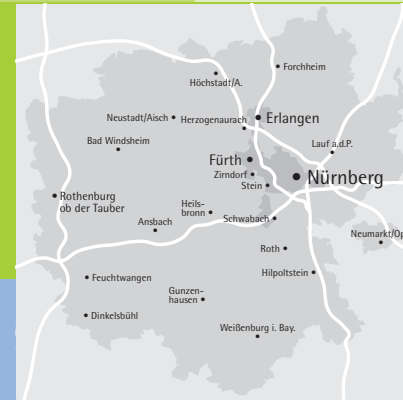 Forchheim
Höchstadt/A.
Neustadt/Aisch
Herzogenaurach
Erlangen
Bad Windsheim
Lauf a.d.P.
Fürth
Zirndorf
Stein
Nürnberg
Rothenburg
ob der Tauber
Heils-
bronn
Ansbach
Schwabach
Neumarkt/Op
Roth
Feuchtwangen
Hilpoltstein
Gunzen-
hausen
Dinkelsbühl
Weißenburg i. Bay.